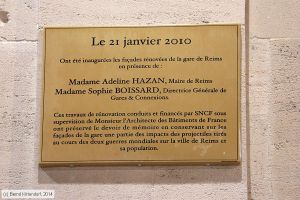 Le 21 janvier 2010
Ont été inaugurées les façades rénovées de la gare de Reims
en présence de :
Madame Adeline HAZAN, Maire de Reims
Madame Sophie BOISSARD, Directrice Générale de
Gares & Connexions.
Ces travaux de rénovation conduits et financés par SNCF sous
supervision de Monsieur l'Architecte des Bâtiments de France
ont préservé le devoir de mémoire en conservant sur les
façades de la gare une partie des impacts des projectiles tirés
au cours des deux guerres mondiales sur la ville de Reims et
sa population.
(c) Bernd Hittendorf, 2014